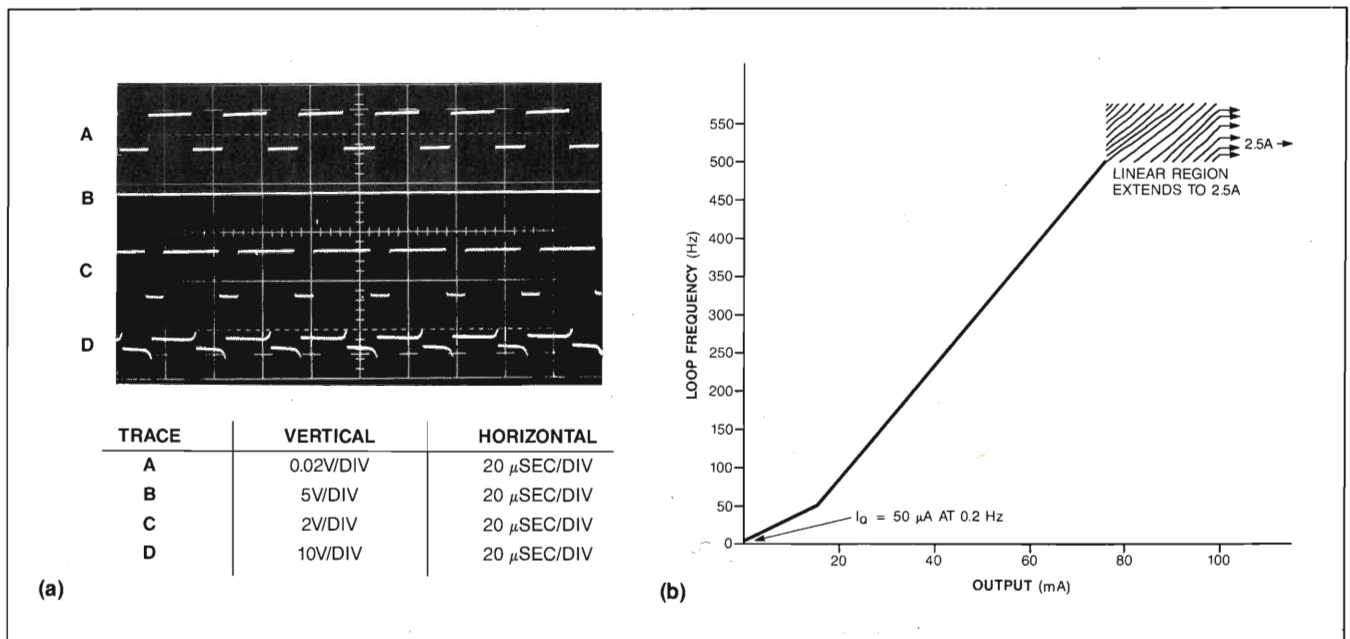 A
B
C
D
TRACE VERTICAL HORIZONTAL
A 0.02V/DIV 20 µSEC/DIV
B 5V/DIV 20 µSEC/DIV
C 2V/DIV 20 µSEC/DIV
D 10V/DIV 20 µSEC/DIV
(a)
LOOP FREQUENCY (Hz)
550
500
450
400
350
300
250
200
150
100
50
0
2.5A
LINEAR REGION
EXTENDS TO 2.5A
IQ = 50 µA AT 0.2 Hz
20 40 60 80 100
OUTPUT (mA)
(b)